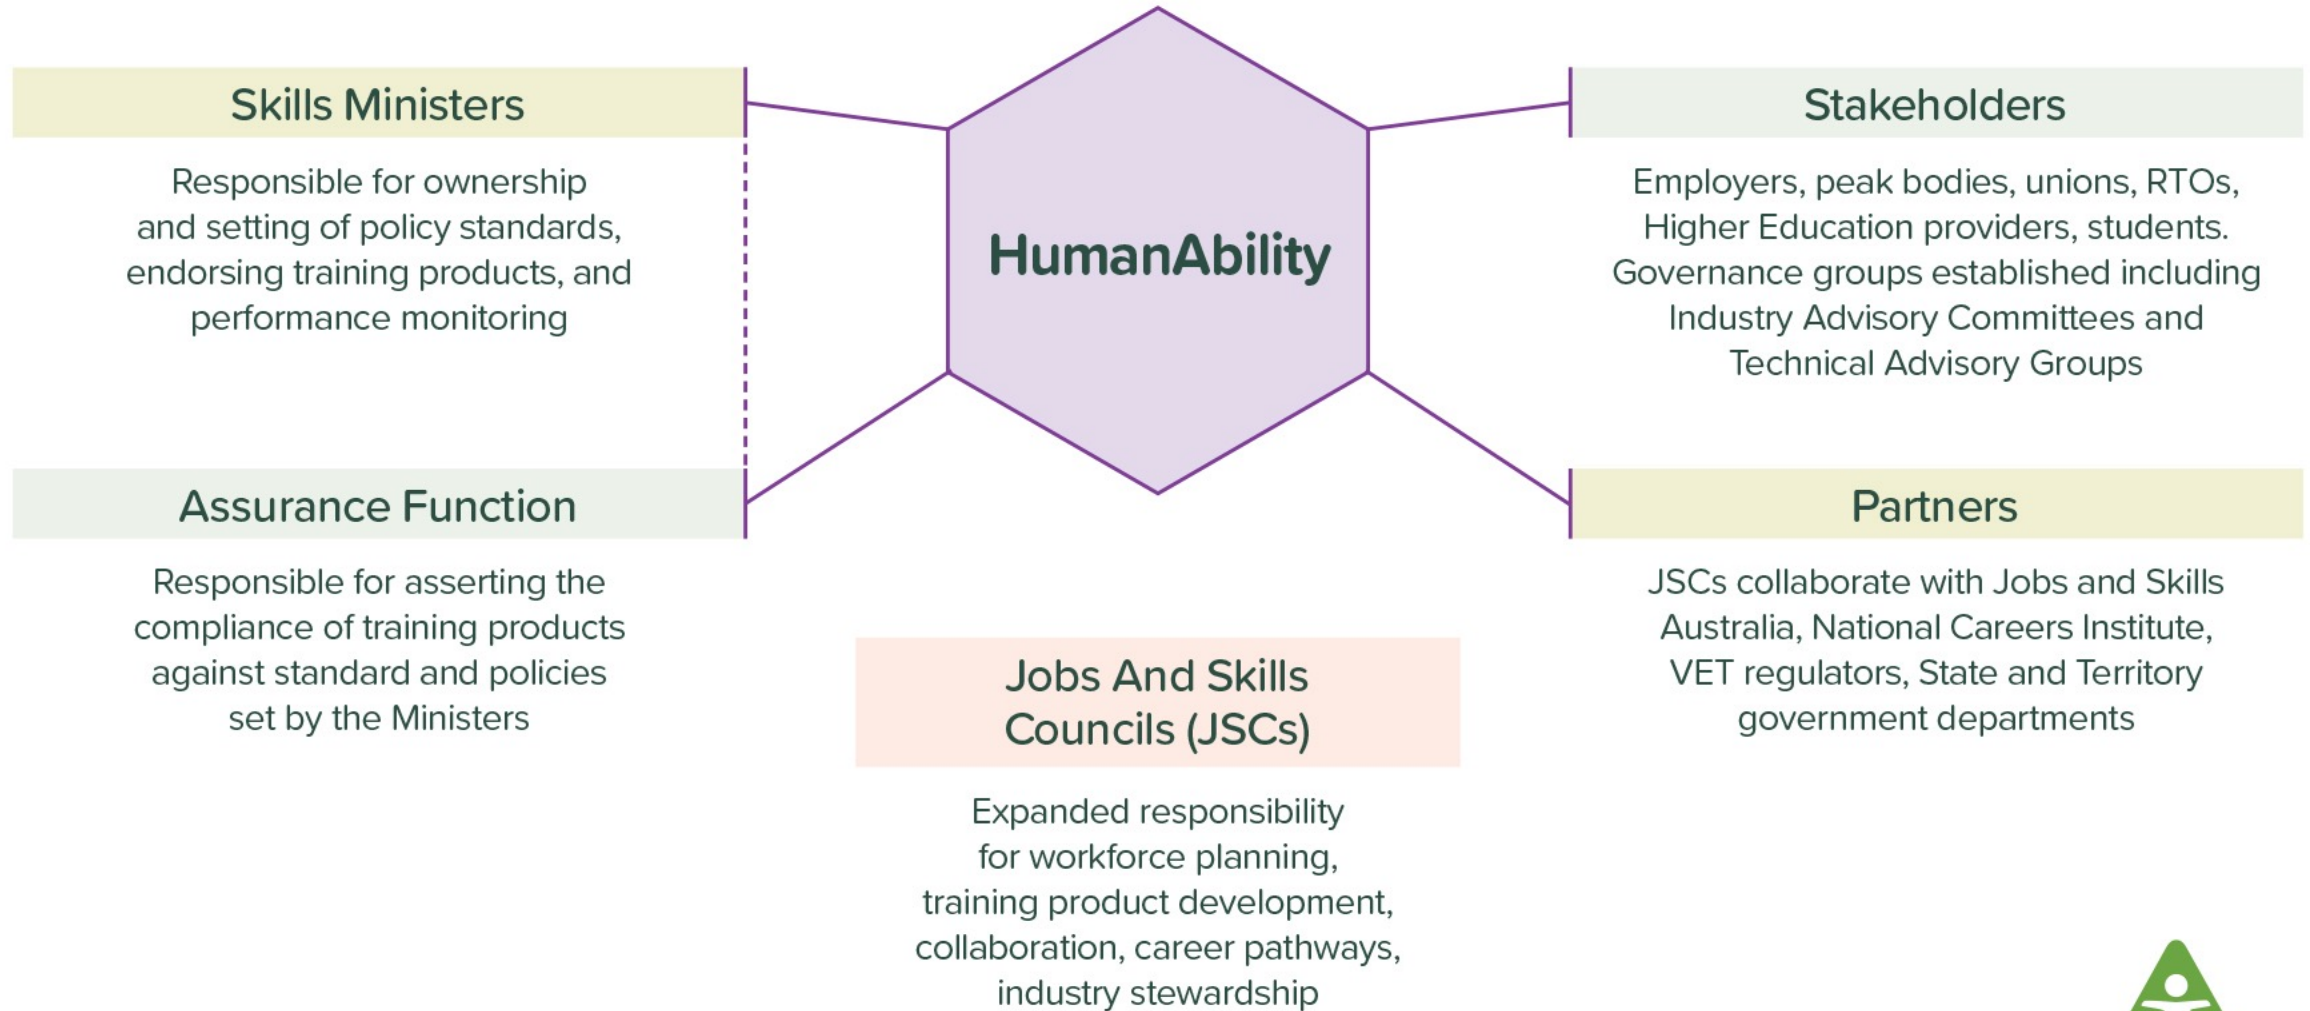 Skills Ministers
Responsible for ownership
and setting of policy standards,
endorsing training products, and
performance monitoring
Assurance Function
Responsible for asserting the
compliance of training products
against standard and policies
set by the Ministers
HumanAbility
Jobs And Skills
Councils (JSCs)
Expanded responsibility
for workforce planning,
training product development,
collaboration, career pathways,
industry stewardship
Stakeholders
Employers, peak bodies, unions, RTOs,
Higher Education providers, students.
Governance groups established including
Industry Advisory Committees and
Technical Advisory Groups
Partners
JSCs collaborate with Jobs and Skills
Australia, National Careers Institute,
VET regulators, State and Territory
government departments